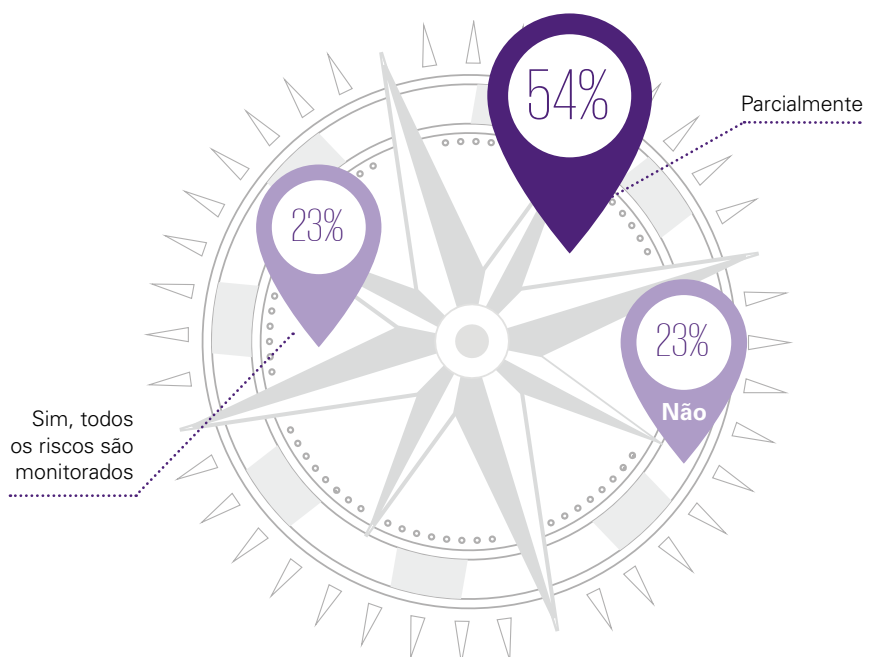 54%
Parcialmente
23%
Sim, todos
os riscos são
monitorados
23%
Não